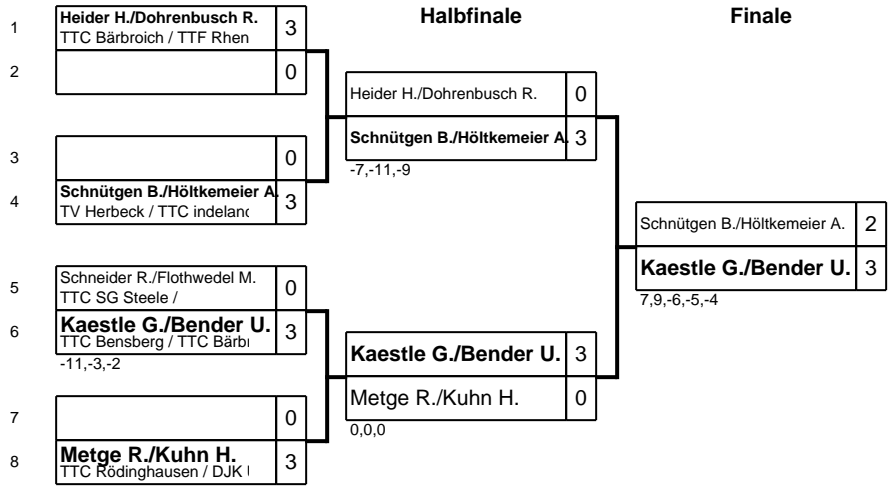 Halbfinale
Finale
1
Heider H./Dohrenbusch R.
3
TTC Bärbroich / TTF Rhen
2
0
3
0
4
Schnütgen B./Höltkemeier A.
3
TV Herbeck / TTC indeland
5
Schneider R./Flothwedel M.
0
TTC SG Steele /
6
Kaestle G./Bender U.
3
TTC Bensberg / TTC Bärb
-11,-3,-2
7
0
8
Metge R./Kuhn H.
3
TTC Rödinghausen / DJK
Heider H./Dohrenbusch R.
0
Schnütgen B./Höltkemeier A.
3
-7,-11,-9
Kaestle G./Bender U.
3
Metge R./Kuhn H.
0
0,0,0
Schnütgen B./Höltkemeier A.
2
Kaestle G./Bender U.
3
7,9,-6,-5,-4